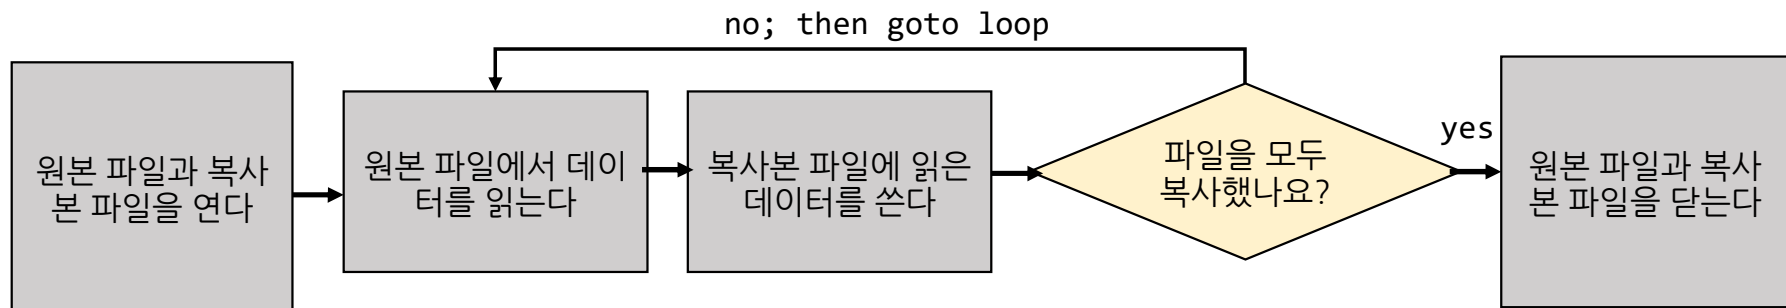 no; then goto loop
원본 파일과 복사
본 파일을 연다
원본 파일에서 데이
터를 읽는다
복사본 파일에 읽은
데이터를 쓴다
파일을 모두
복사했나요?
yes
원본 파일과 복사
본 파일을 닫는다